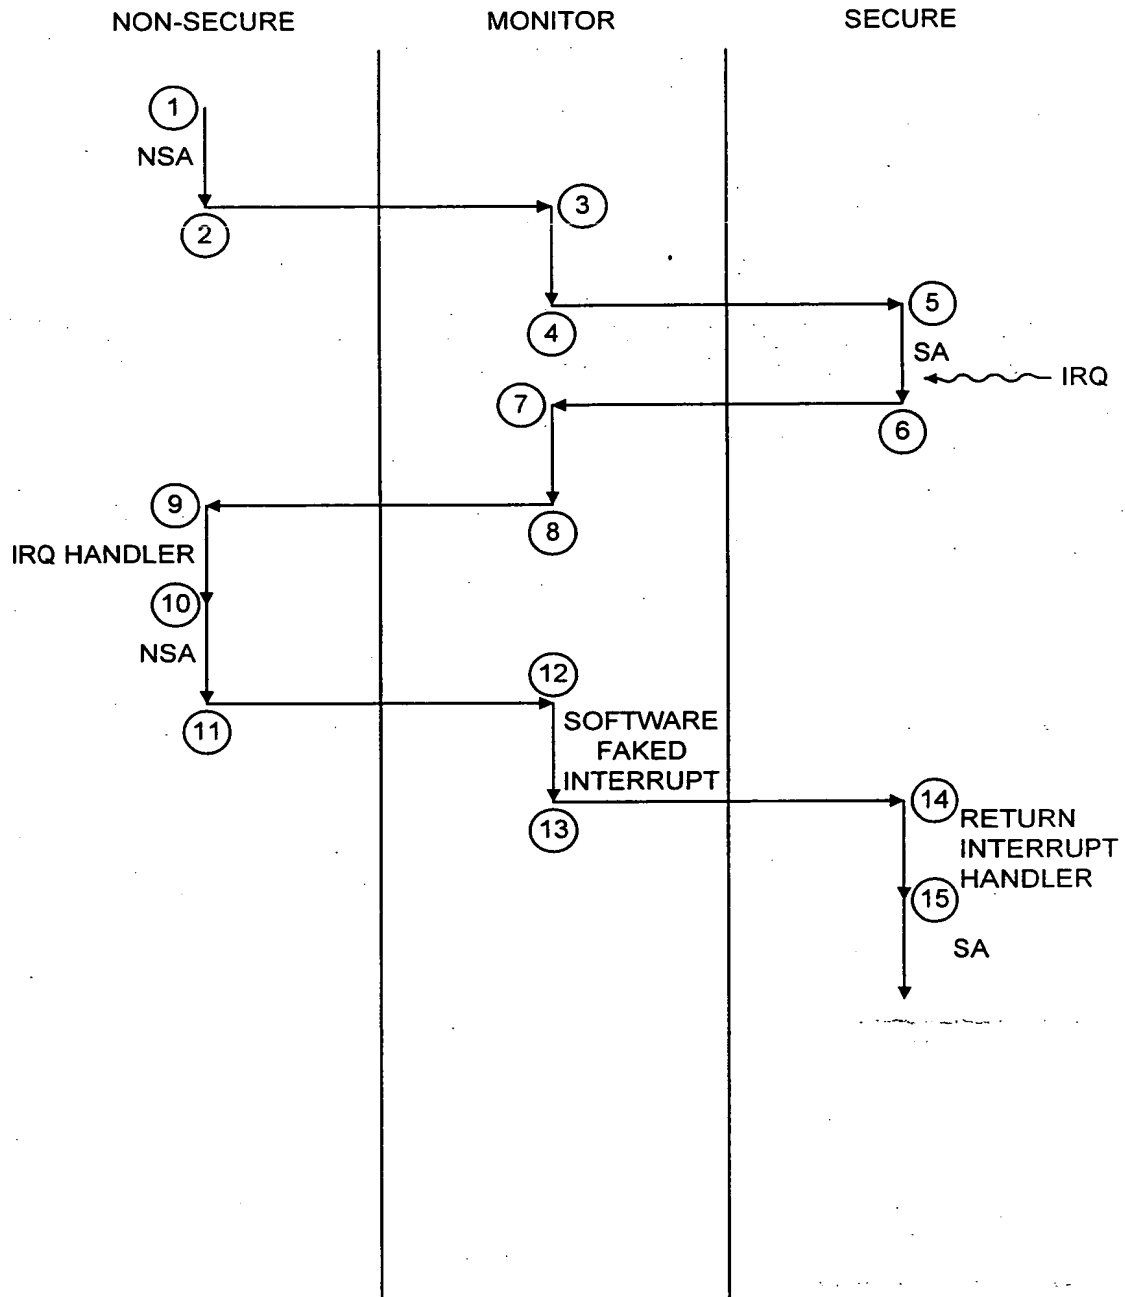 NON-SECURE
MONITOR
SECURE
1
NSA
2
3
4
5
SA
IRQ
6
7
8
9
IRQ HANDLER
10
NSA
11
12
SOFTWARE
FAKED
INTERRUPT
13
14
RETURN
INTERRUPT
HANDLER
15
SA